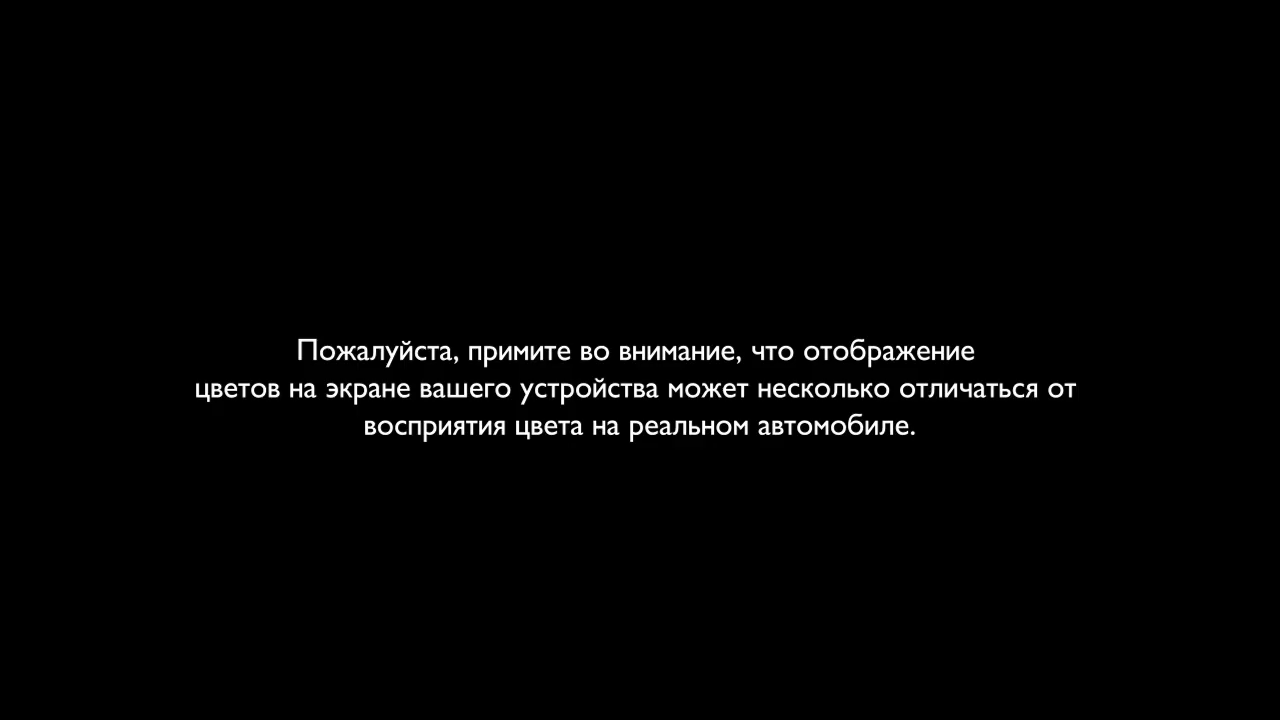 Пожалуйста, примите во внимание, что отображение
цветов на экране вашего устройства может несколько отличаться от
восприятия цвета на реальном автомобиле.